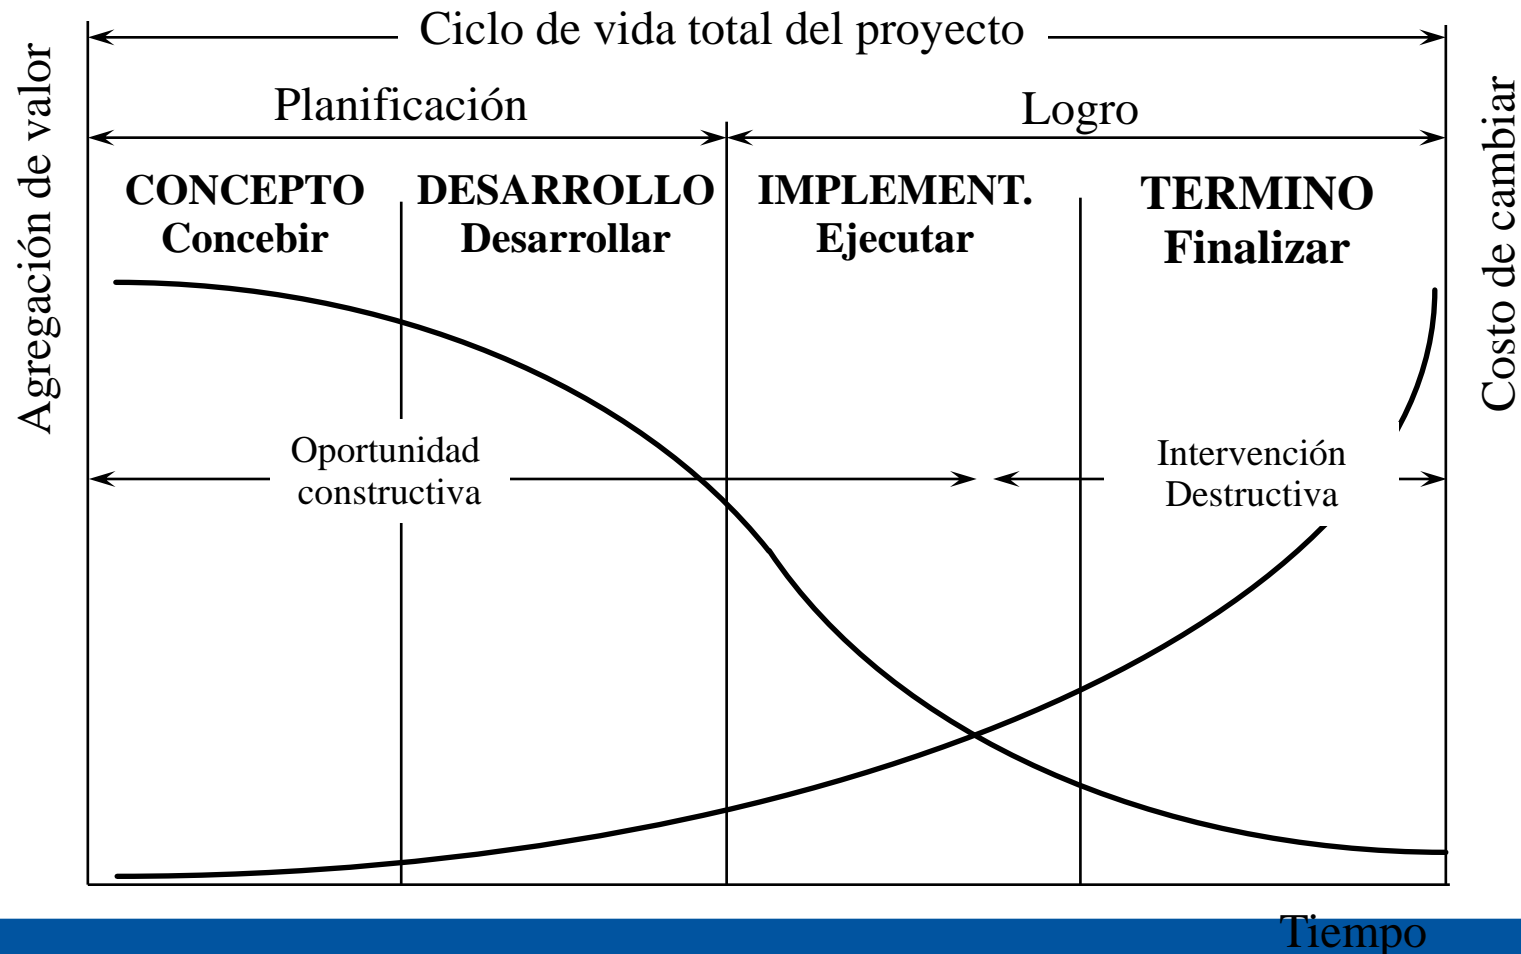 Ciclo de vida total del proyecto
Agregación de valor
Costo de cambiar
Planificación
Logro
CONCEPTO
Concebir
DESARROLLO
Desarrollar
IMPLEMENT.
Ejecutar
TERMINO
Finalizar
Oportunidad
constructiva
Intervención
Destructiva
Tiempo